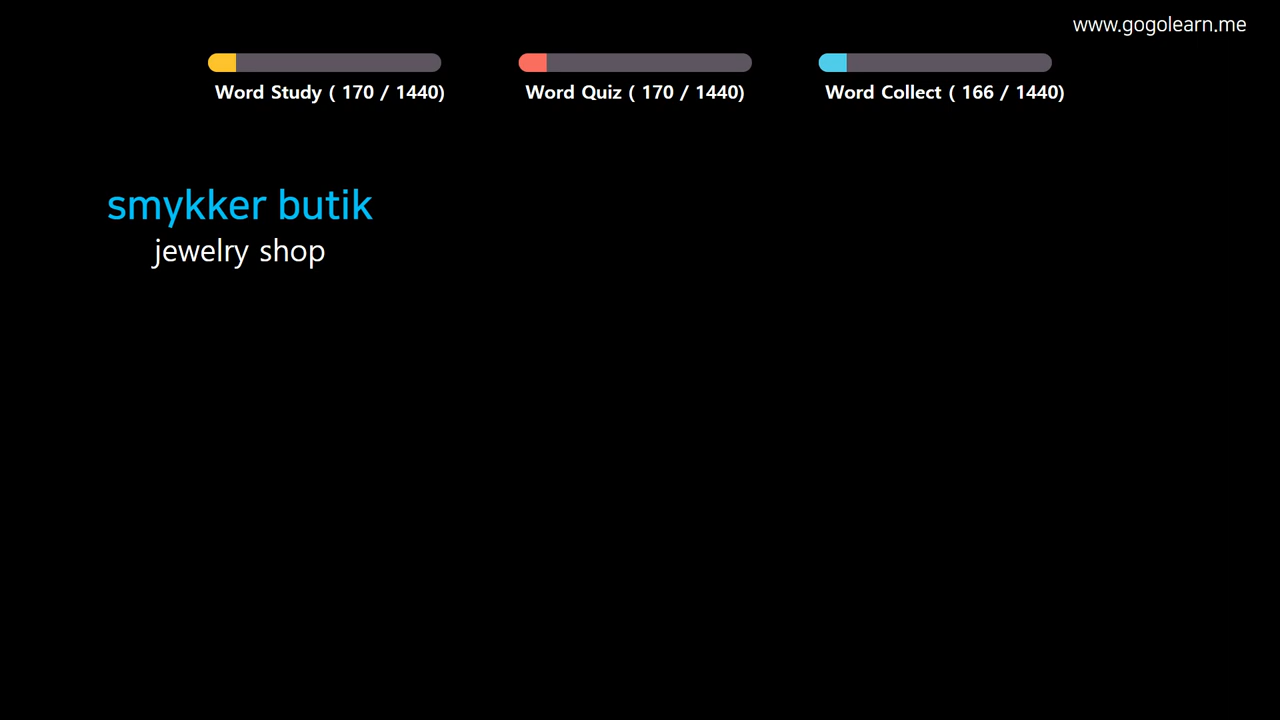 www.gogolearn.me
Word Study ( 170 / 1440)
Word Quiz ( 170 / 1440)
Word Collect ( 166 / 1440)
smykker butik
jewelry shop